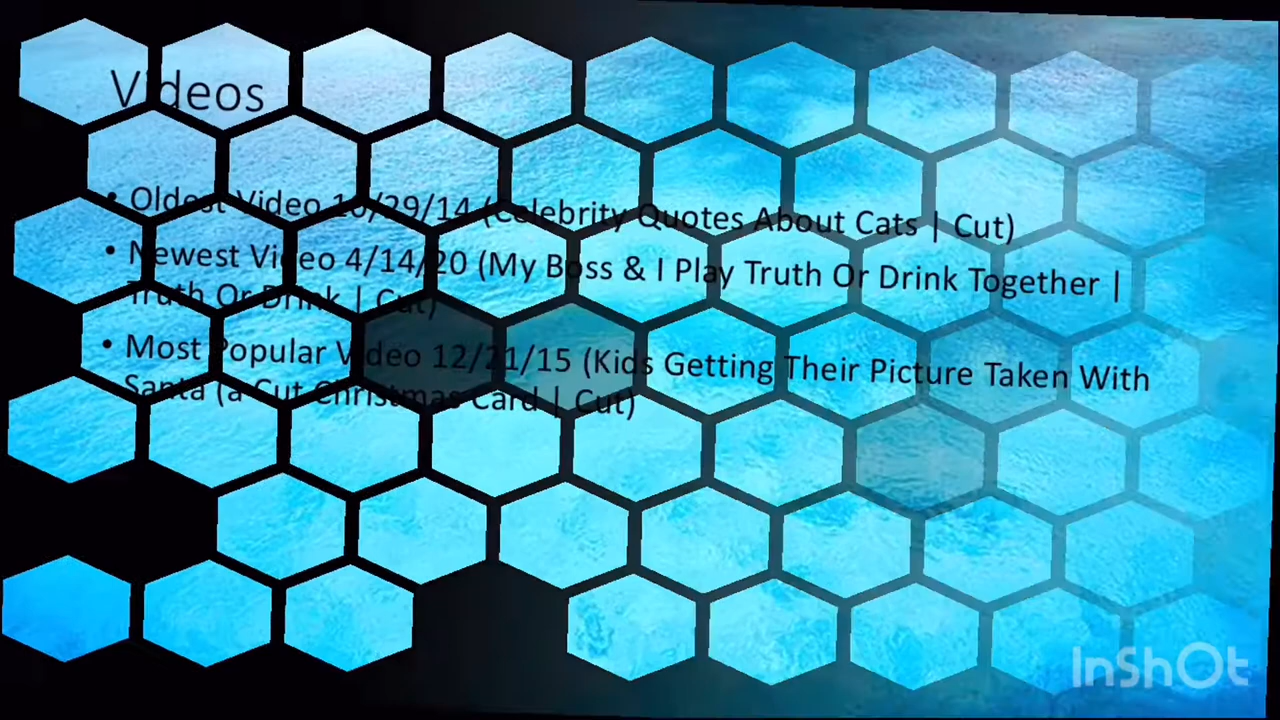 Videos
• Oldest Video 10/29/14 (Celebrity Quotes About Cats | Cut)
• Newest Video 4/14/20 (My Boss & I Play Truth Or Drink Together |
Truth Or Drink | Cut)
• Most Popular Video 12/21/15 (Kids Getting Their Picture Taken With
Santa (a Cut Christmas Card | Cut)
InShOt